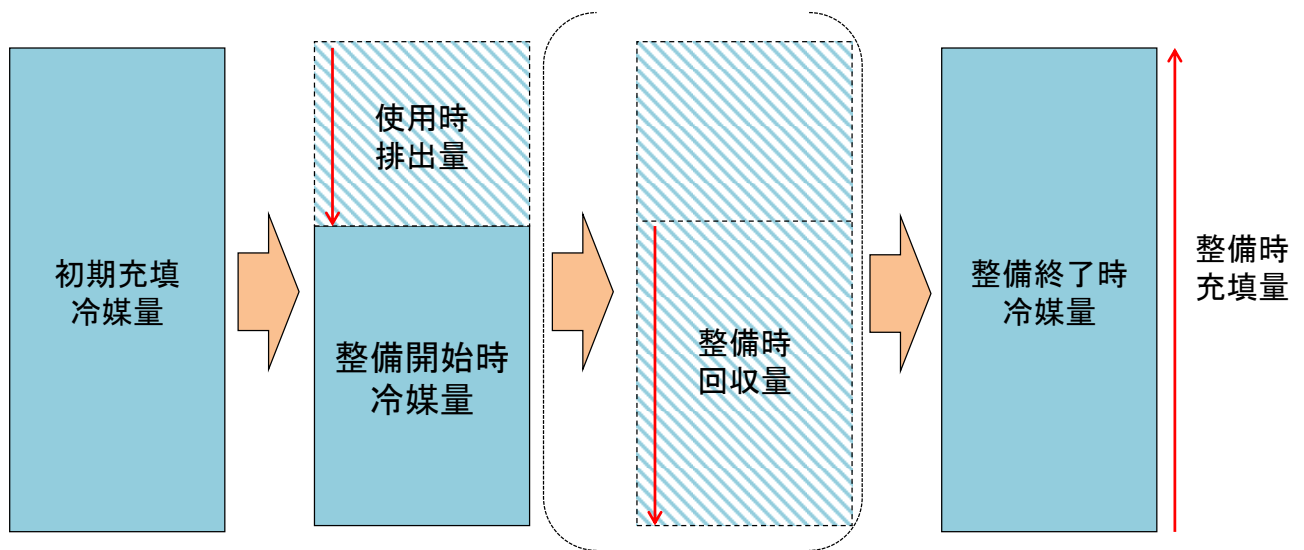 初期充填
冷媒量
使用時
排出量
整備開始時
冷媒量
整備時
回収量
整備終了時
冷媒量
整備時
充填量